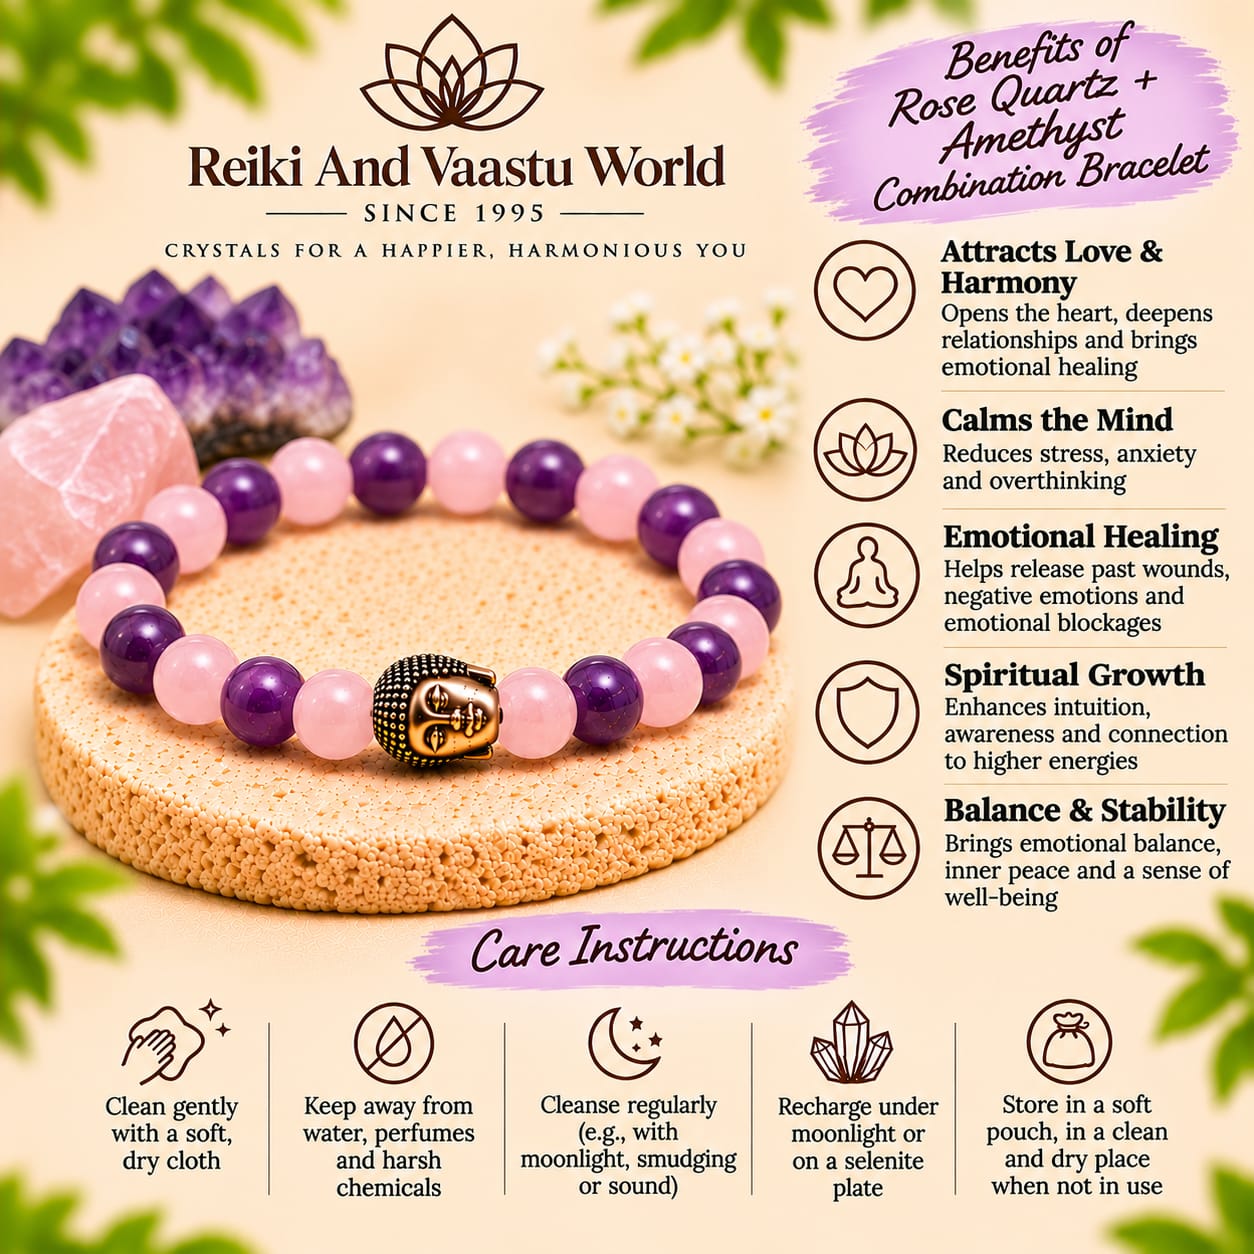 Reiki And Vaastu World
SINCE 1995
CRYSTALS FOR A HAPPIER, HARMONIOUS YOU
Benefits of
Rose Quartz +
Amethyst
Combination Bracelet
Attracts Love &
Harmony
Opens the heart, deepens
relationships and brings
emotional healing
Calms the Mind
Reduces stress, anxiety
and overthinking
Emotional Healing
Helps release past wounds,
negative emotions and
emotional blockages
Spiritual Growth
Enhances intuition,
awareness and connection
to higher energies
Balance & Stability
Brings emotional balance,
inner peace and a sense of
well-being
Care Instructions
Clean gently
with a soft,
dry cloth
Keep away from
water, perfumes
and harsh
chemicals
Cleanse regularly
(e.g., with
moonlight, smudging
or sound)
Recharge under
moonlight or
on a selenite
plate
Store in a soft
pouch, in a clean
and dry place
when not in use